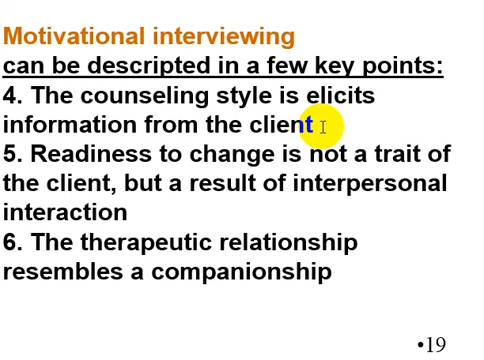 Motivational interviewing
can be descripted in a few key points:
4. The counseling style is elicits
information from the client
5. Readiness to change is not a trait of
the client, but a result of interpersonal
interaction
6. The therapeutic relationship
resembles a companionship
•19